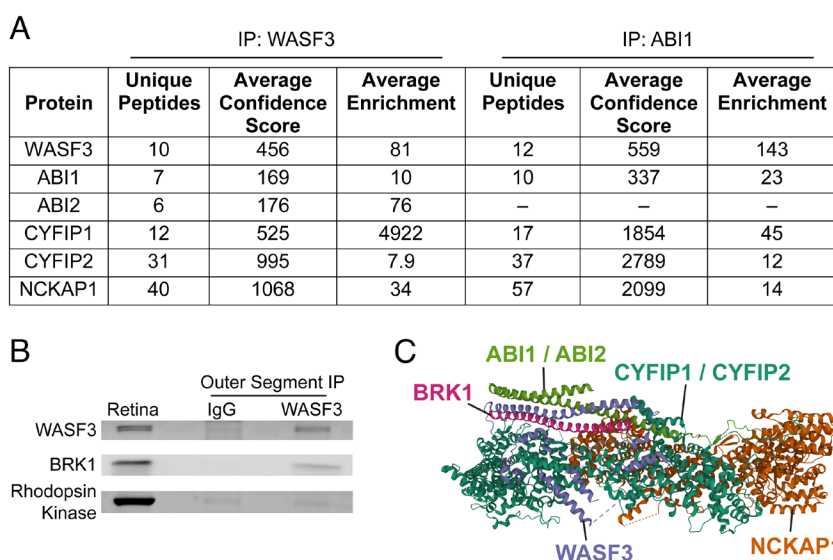 A
IP: WASF3 IP: ABI1
Protein Unique Peptides Average Confidence Score Average Enrichment Unique Peptides Average Confidence Score Average Enrichment
WASF3 10 456 81 12 559 143
ABI1 7 169 10 10 337 23
ABI2 6 176 76 – – –
CYFIP1 12 525 4922 17 1854 45
CYFIP2 31 995 7.9 37 2789 12
NCKAP1 40 1068 34 57 2099 14
B
Outer Segment IP
Retina IgG WASF3
WASF3
BRK1
Rhodopsin
Kinase
C
ABI1 / ABI2
CYFIP1 / CYFIP2
BRK1
WASF3
NCKAP1